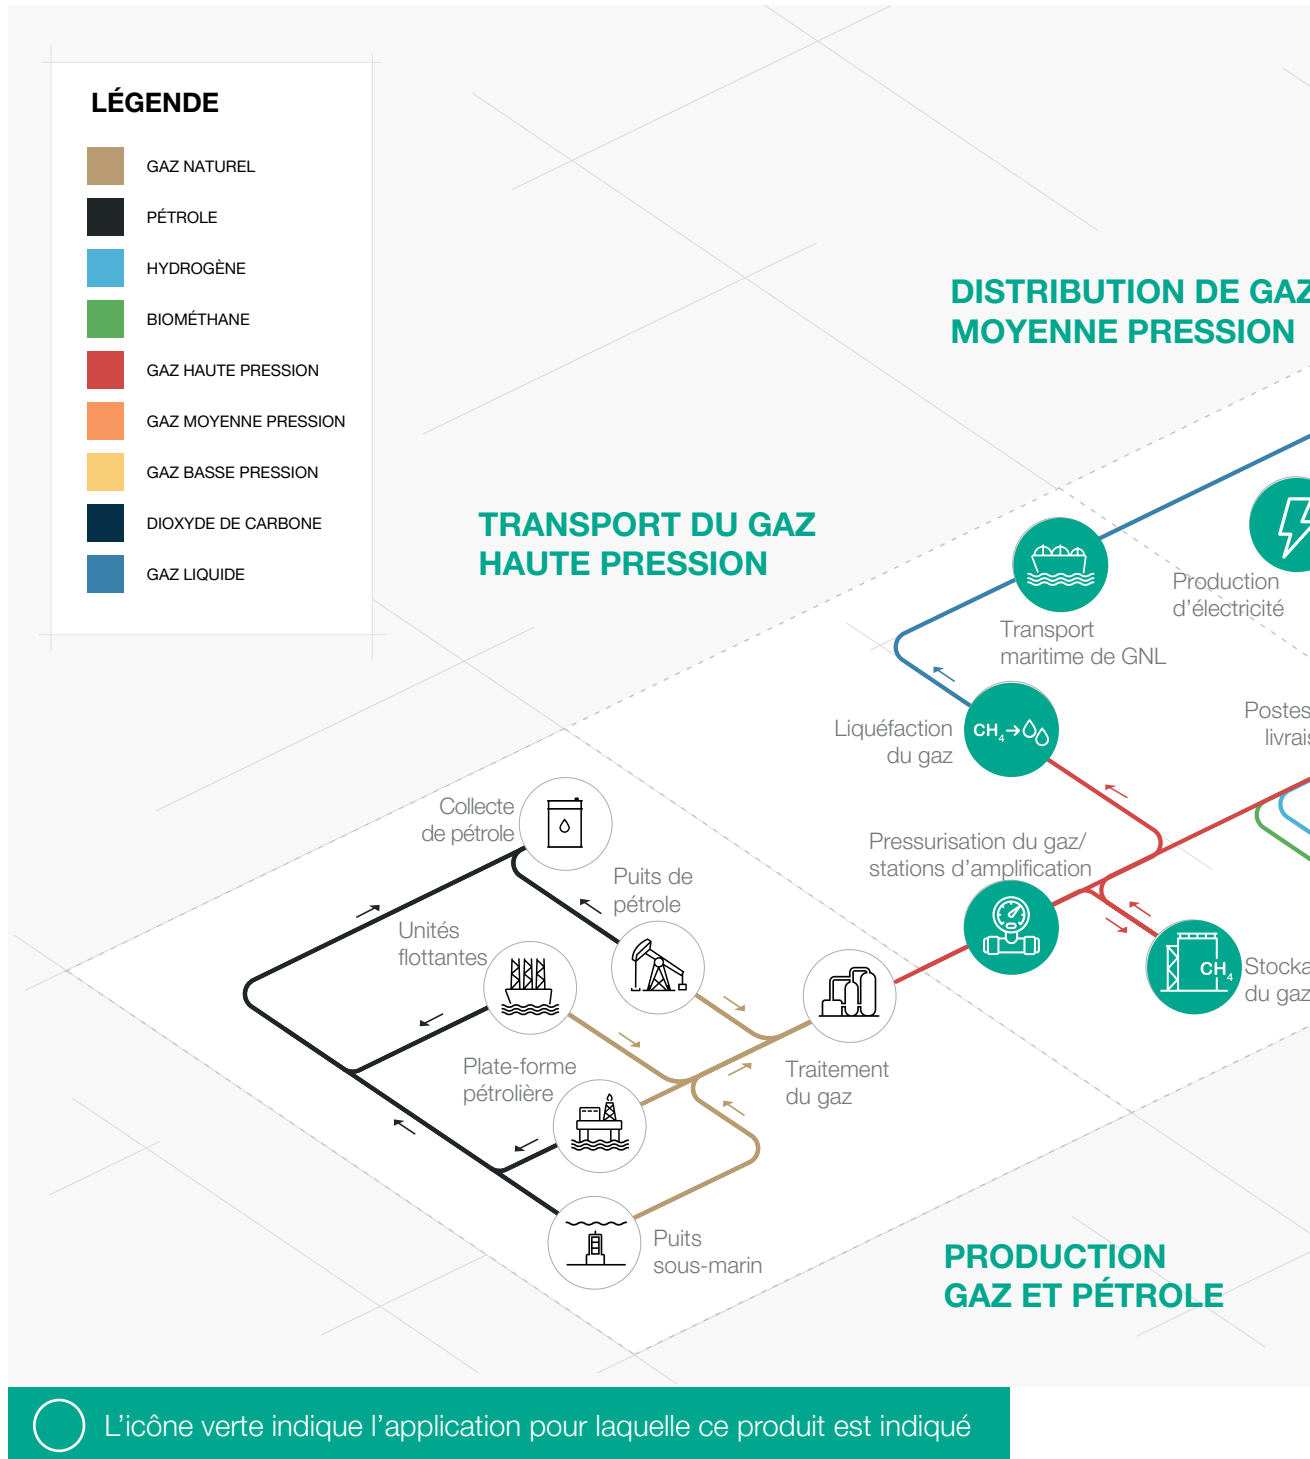 LÉGENDE
GAZ NATUREL
PÉTROLE
HYDROGÈNE
BIOMÉTHANE
GAZ HAUTE PRESSION
GAZ MOYENNE PRESSION
GAZ BASSE PRESSION
DIOXYDE DE CARBONE
GAZ LIQUIDE
DISTRIBUTION DE GAZ
MOYENNE PRESSION
TRANSPORT DU GAZ
HAUTE PRESSION
Production
d'électricité
Transport
maritime de GNL
Postes
Liquéfaction
du gaz
CH₄→
Collecte
de pétrole
Pressurisation du gaz/
stations d'amplification
Puits de
pétrole
Unités
flottantes
CH₄
du gaz
Plate-forme
pétrolière
Traitement
du gaz
Puits
sous-marin
PRODUCTION
GAZ ET PÉTROLE
L'icône verte indique l'application pour laquelle ce produit est indiqué